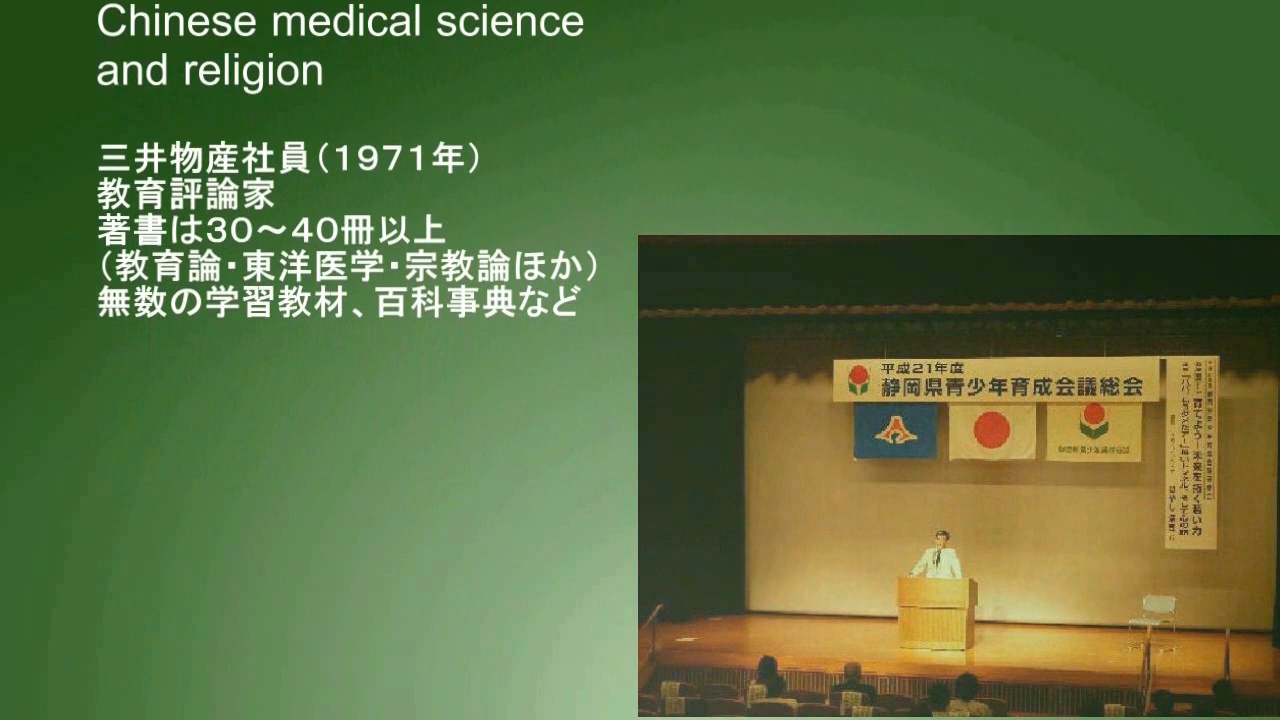 Chinese medical science
and religion
三井物産社員（１９７１年）
教育評論家
著書は３０～４０冊以上
（教育論・東洋医学・宗教論ほか）
無数の学習教材、百科事典など
平成21年度
静岡県青少年育成会議総会